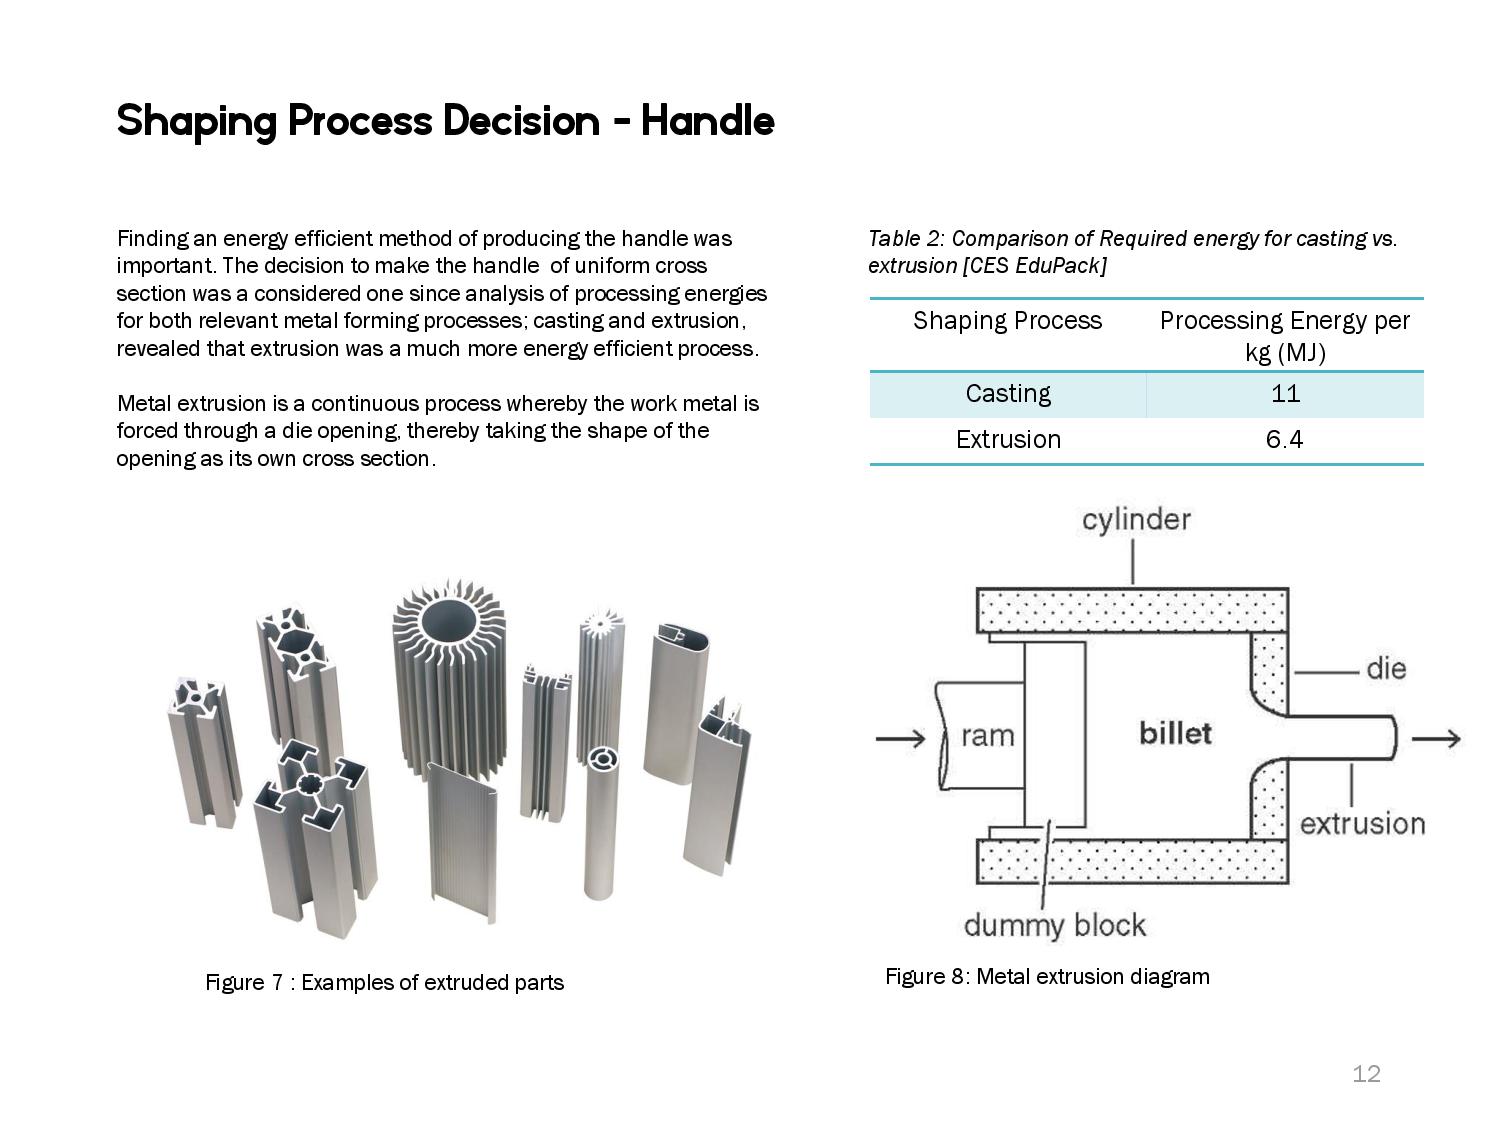 Shaping Process Decision - Handle
Finding an energy efficient method of producing the handle was
important. The decision to make the handle  of uniform cross
section was a considered one since analysis of processing energies
for both relevant metal forming processes; casting and extrusion,
revealed that extrusion was a much more energy efficient process.
Metal extrusion is a continuous process whereby the work metal is
forced through a die opening, thereby taking the shape of the
opening as its own cross section.
Figure 7 : Examples of extruded parts
Table 2: Comparison of Required energy for casting vs.
extrusion [CES EduPack]
Shaping Process
Processing Energy per
kg (MJ)
Casting 11
Extrusion 6.4
cylinder
die
ram
billet
extrusion
dummy block
Figure 8: Metal extrusion diagram
12